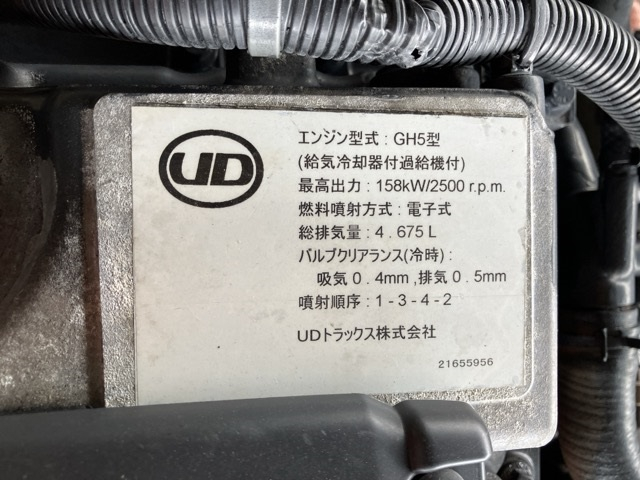 UD
エンジン型式 : GH5型
(給気冷却器付過給機付)
最高出力 : 158kW/2500 r.p.m.
燃料噴射方式 : 電子式
総排気量 : 4 . 675 L
バルブクリアランス(冷時) :
吸気 0 . 4mm , 排気 0 . 5mm
噴射順序 : 1 - 3 - 4 - 2
UDトラックス株式会社
21655956